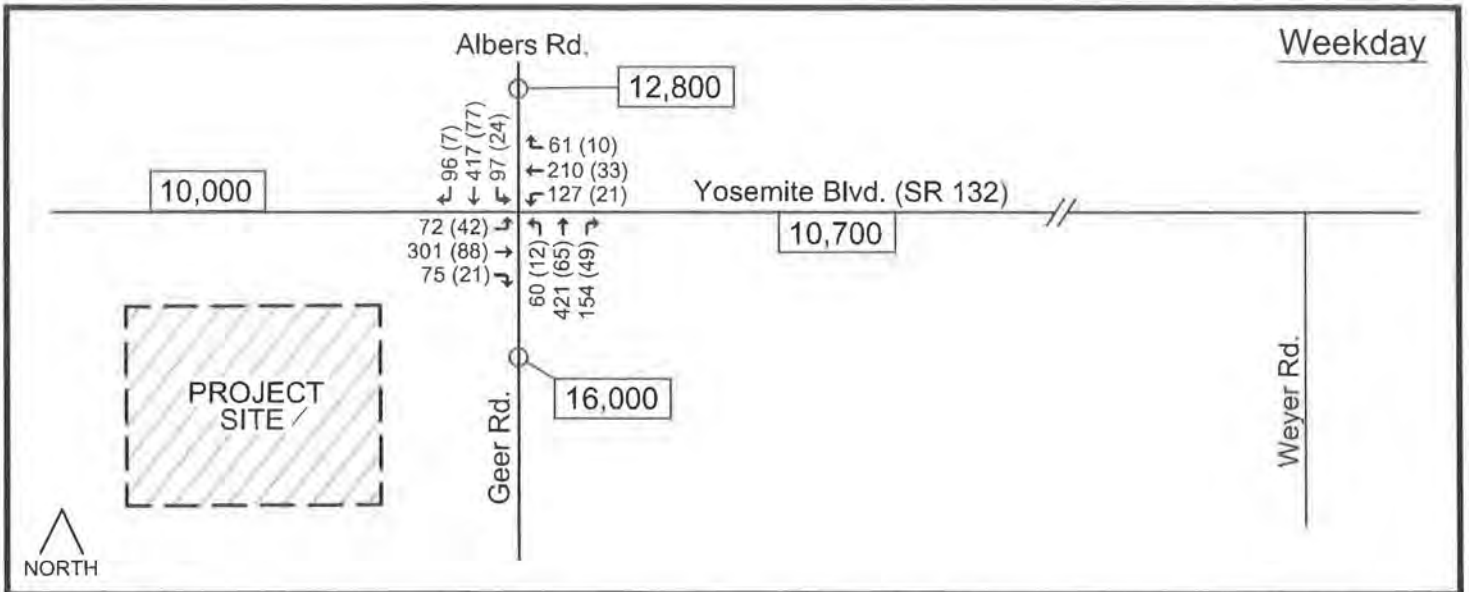 Weekday
Albers Rd.
12,800
96 (7)
417 (77)
97 (24)
61 (10)
210 (33)
127 (21)
10,000
Yosemite Blvd. (SR 132)
10,700
72 (42)
301 (88)
75 (21)
60 (12)
421 (65)
154 (49)
PROJECT
SITE
16,000
Geer Rd.
Weyer Rd.
NORTH